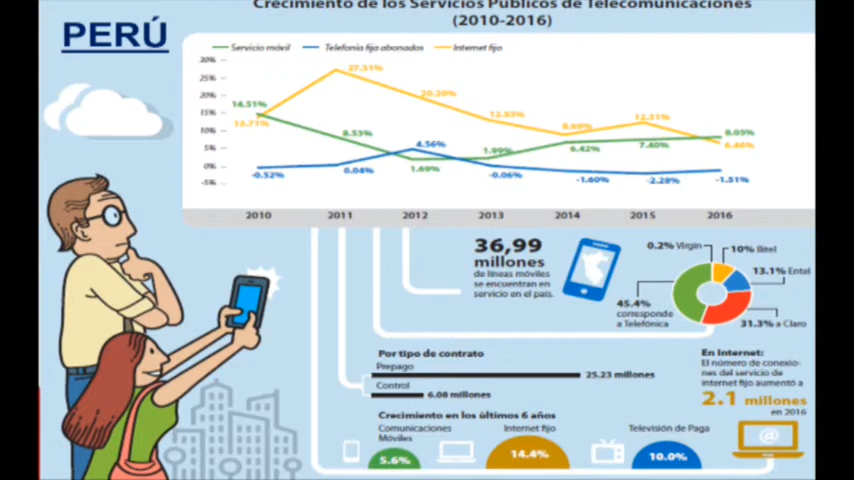 Crecimiento de los Servicios Públicos de Telecomunicaciones
(2010-2016)
PERÚ
Servicio móvil
Telefonía fija abonados
Internet fijo
30%
25%
20%
15%
10%
5%
0%
-5%
14.51%
13.71%
27.51%
20.20%
12.93%
8.69%
12.31%
6.46%
8.53%
1.69%
1.99%
6.42%
7.40%
8.05%
-0.52%
0.04%
4.56%
-0.06%
-1.60%
-2.28%
-1.51%
2010 2011 2012 2013 2014 2015 2016
36,99
millones
de líneas móviles
se encuentran en
servicio en el país.
0.2% Virgin
10% Bitel
13.1% Entel
45.4%
corresponde
a Telefónica
31.3% a Claro
Por tipo de contrato
Prepago
25.23 millones
Control
6.08 millones
En Internet:
El número de conexio-
nes del servicio de
internet fijo aumentó a
2.1 millones
en 2016
Crecimiento en los últimos 6 años
Comunicaciones
Móviles
5.6%
Internet fijo
14.4%
Televisión de Paga
10.0%
@